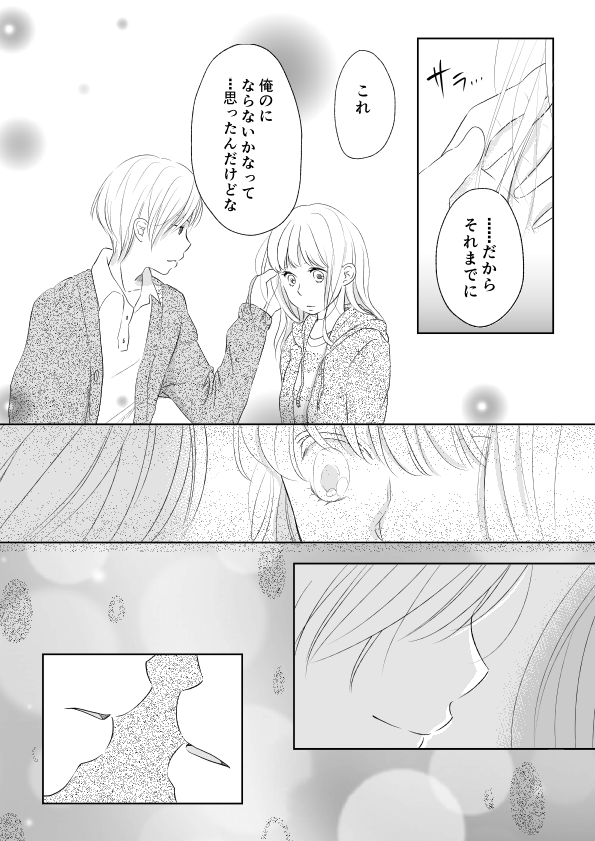 サラ…
……だから
それまでに
これ
俺のに
ならないかなって
…思ったんだけどな